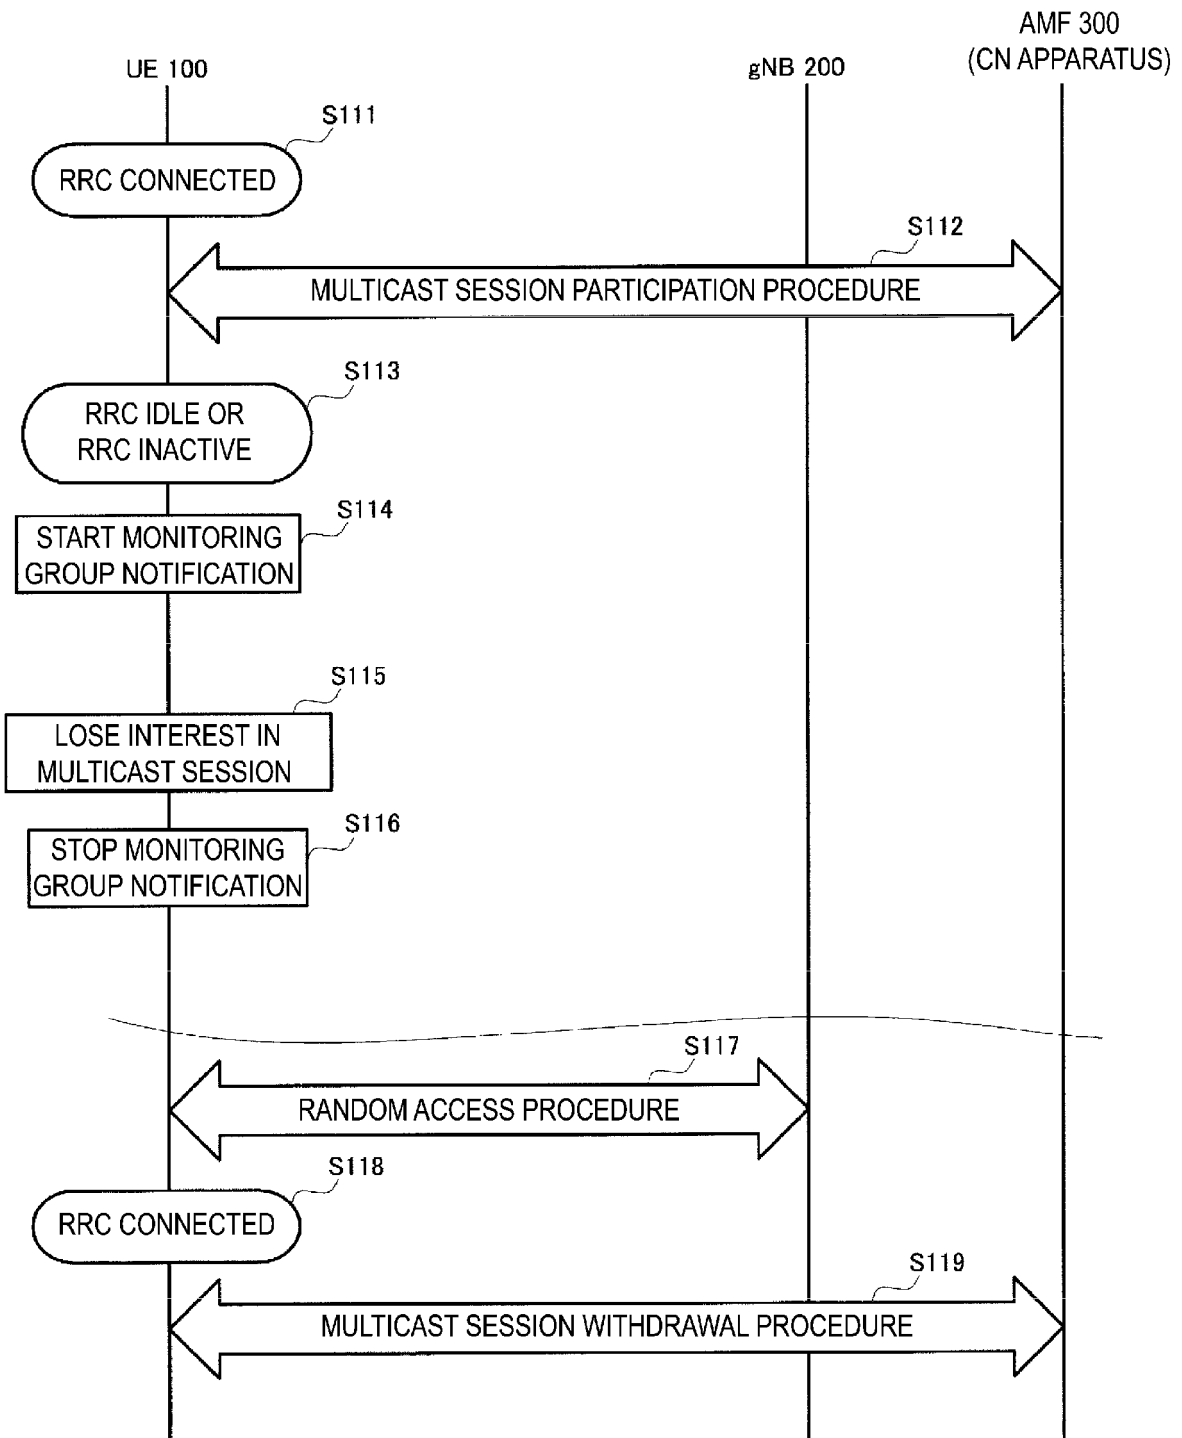 AMF 300
(CN APPARATUS)
UE 100
gNB 200
S111
RRC CONNECTED
S112
MULTICAST SESSION PARTICIPATION PROCEDURE
S113
RRC IDLE OR
RRC INACTIVE
S114
START MONITORING
GROUP NOTIFICATION
S115
LOSE INTEREST IN
MULTICAST SESSION
S116
STOP MONITORING
GROUP NOTIFICATION
S117
RANDOM ACCESS PROCEDURE
S118
RRC CONNECTED
S119
MULTICAST SESSION WITHDRAWAL PROCEDURE